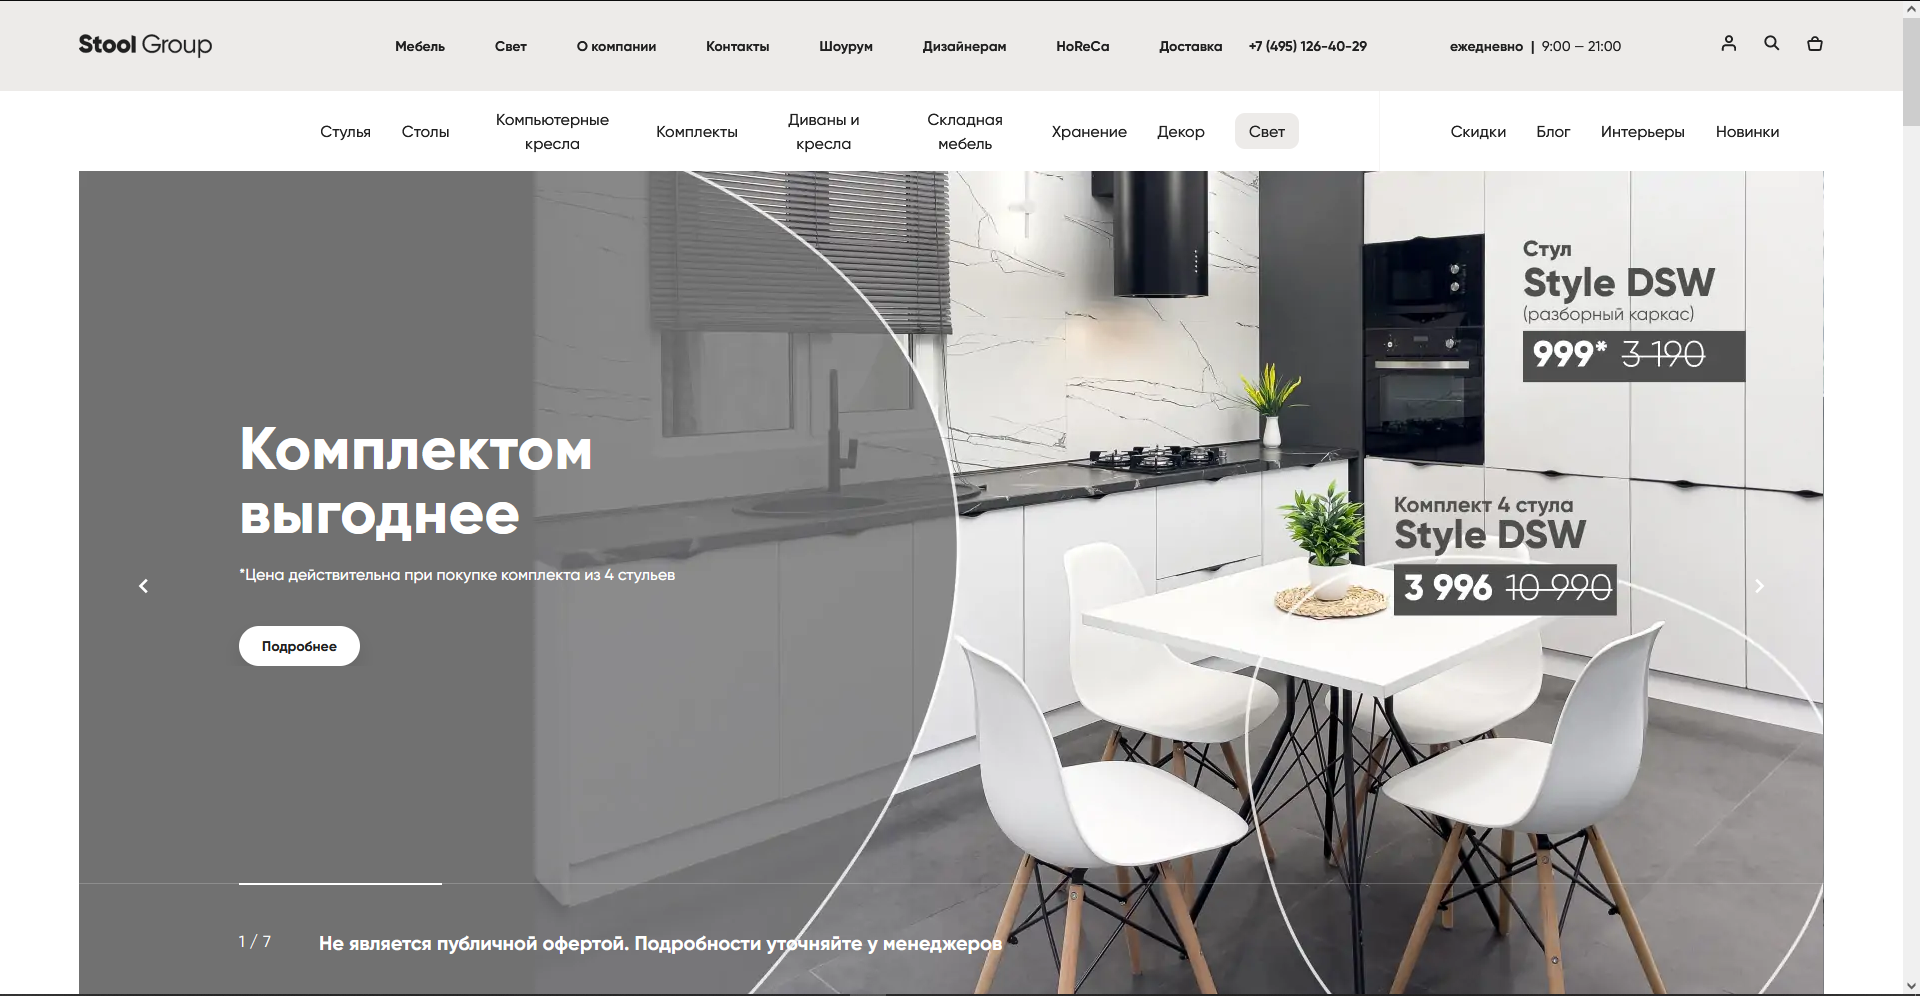 Stool Group
Мебель
Свет
О компании
Контакты
Шоурум
Дизайнерам
HoReCa
Доставка
+7 (495) 126-40-29
ежедневно | 9:00 – 21:00
Стулья
Столы
Компьютерные
кресла
Комплекты
Диваны и
кресла
Складная
мебель
Хранение
Декор
Свет
Скидки
Блог
Интерьеры
Новинки
Стул
Style DSW
(разборный каркас)
999* 3 190
Комплектом
выгоднее
*Цена действительна при покупке комплекта из 4 стульев
Подробнее
Комплект 4 стула
Style DSW
3 996 10 990
1 / 7
Не является публичной офертой. Подробности уточняйте у менеджеров